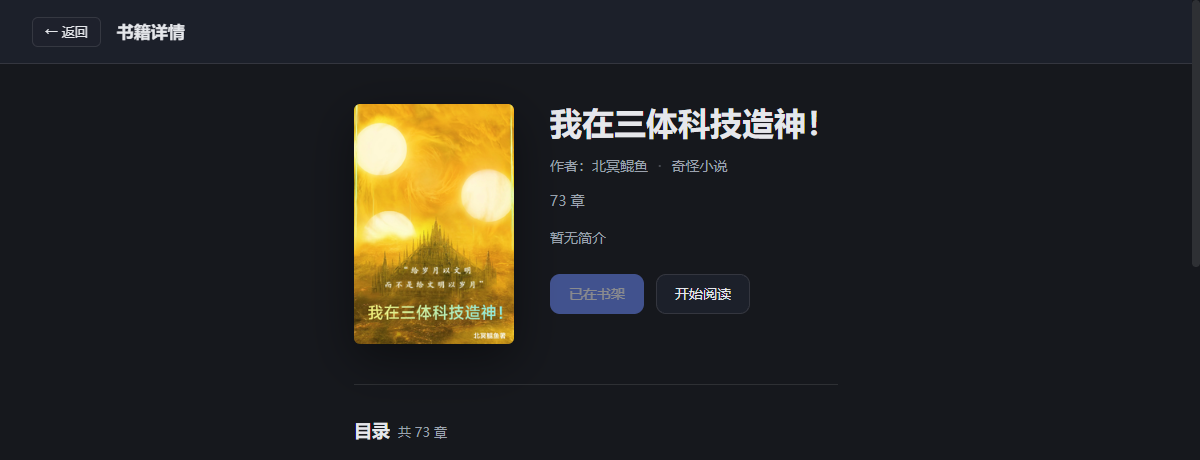 ← 返回
书籍详情
我在三体科技造神！
作者：北冥鲲鱼 · 奇怪小说
73 章
暂无简介
已在书架
开始阅读
“给岁月以文明
而不是给文明以岁月”
我在三体科技造神！
北冥鲲鱼著
目录 共 73 章